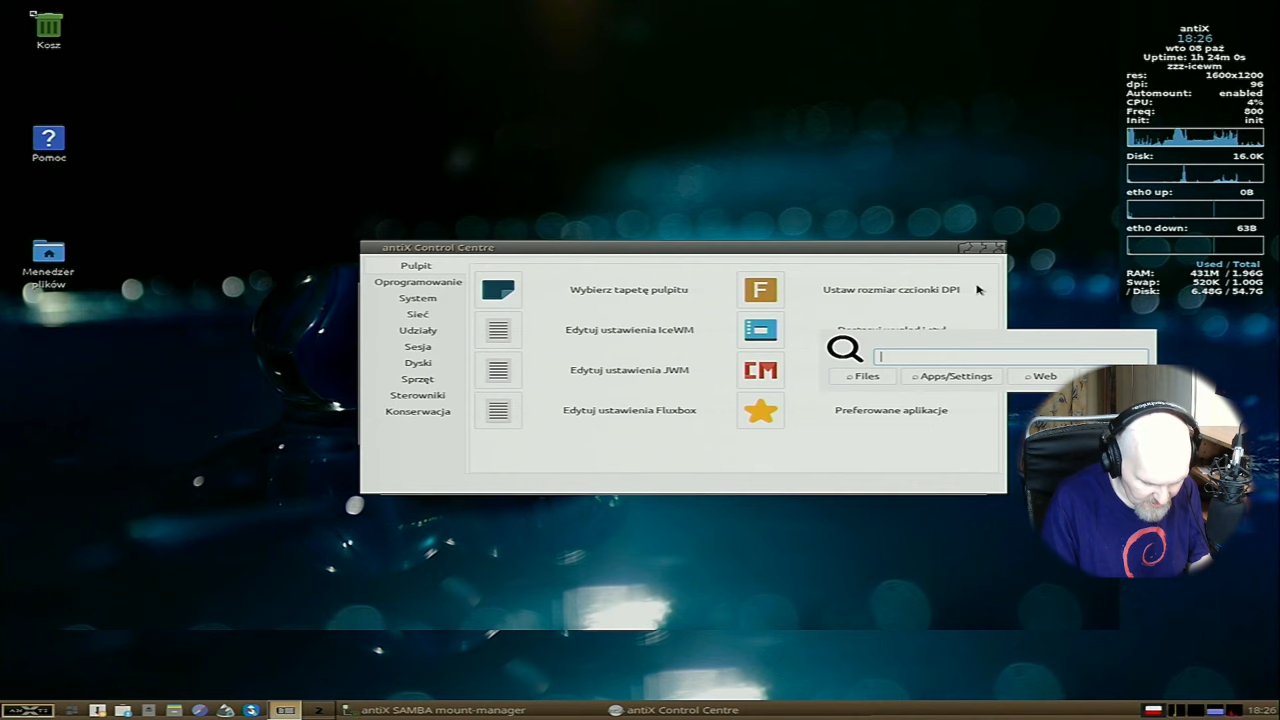 Kosz
?
Pomoc
Menedżer
plików
antiX
18:26
wto 08 paź
Uptime: 1h 24m 0s
zzz-icewm
res: 1600x1200
dpi: 96
Automount: enabled
CPU: 4%
Freq: 800
Init: init
Disk: 16.0K
eth0 up: 0B
eth0 down: 63B
Used / Total
RAM: 431M / 1.96G
Swap: 520K / 1.00G
/ Disk: 6.48G / 54.7G
antiX Control Centre
Pulpit
Oprogramowanie
System
Sieć
Udziały
Sesja
Dyski
Sprzęt
Sterowniki
Konserwacja
Wybierz tapetę pulpitu
F
Ustaw rozmiar czcionki DPI
Edytuj ustawienia IceWM
Edytuj ustawienia JWM
CM
Edytuj ustawienia Fluxbox
Preferowane aplikacje
Files
Apps/Settings
Web
2
antiX SAMBA mount-manager
antiX Control Centre
18:26